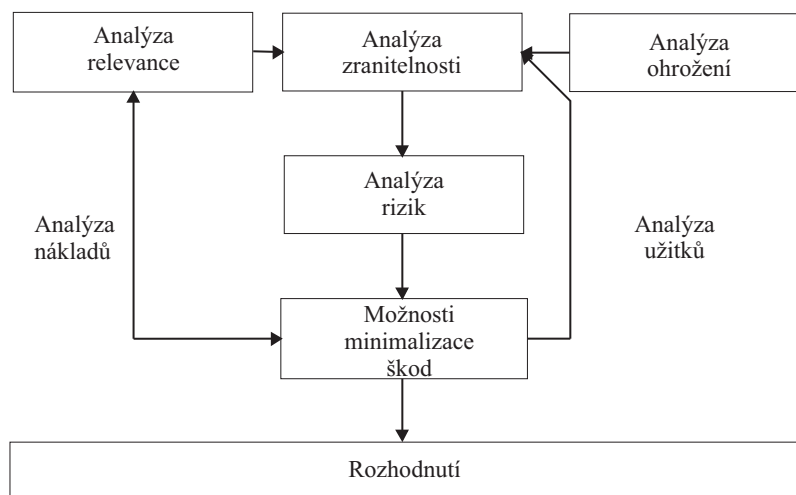 Analýza
relevance
Analýza
zranitelnosti
Analýza
ohrožení
Analýza
rizik
Analýza
nákladů
Analýza
užitků
Možnosti
minimalizace
škod
Rozhodnutí